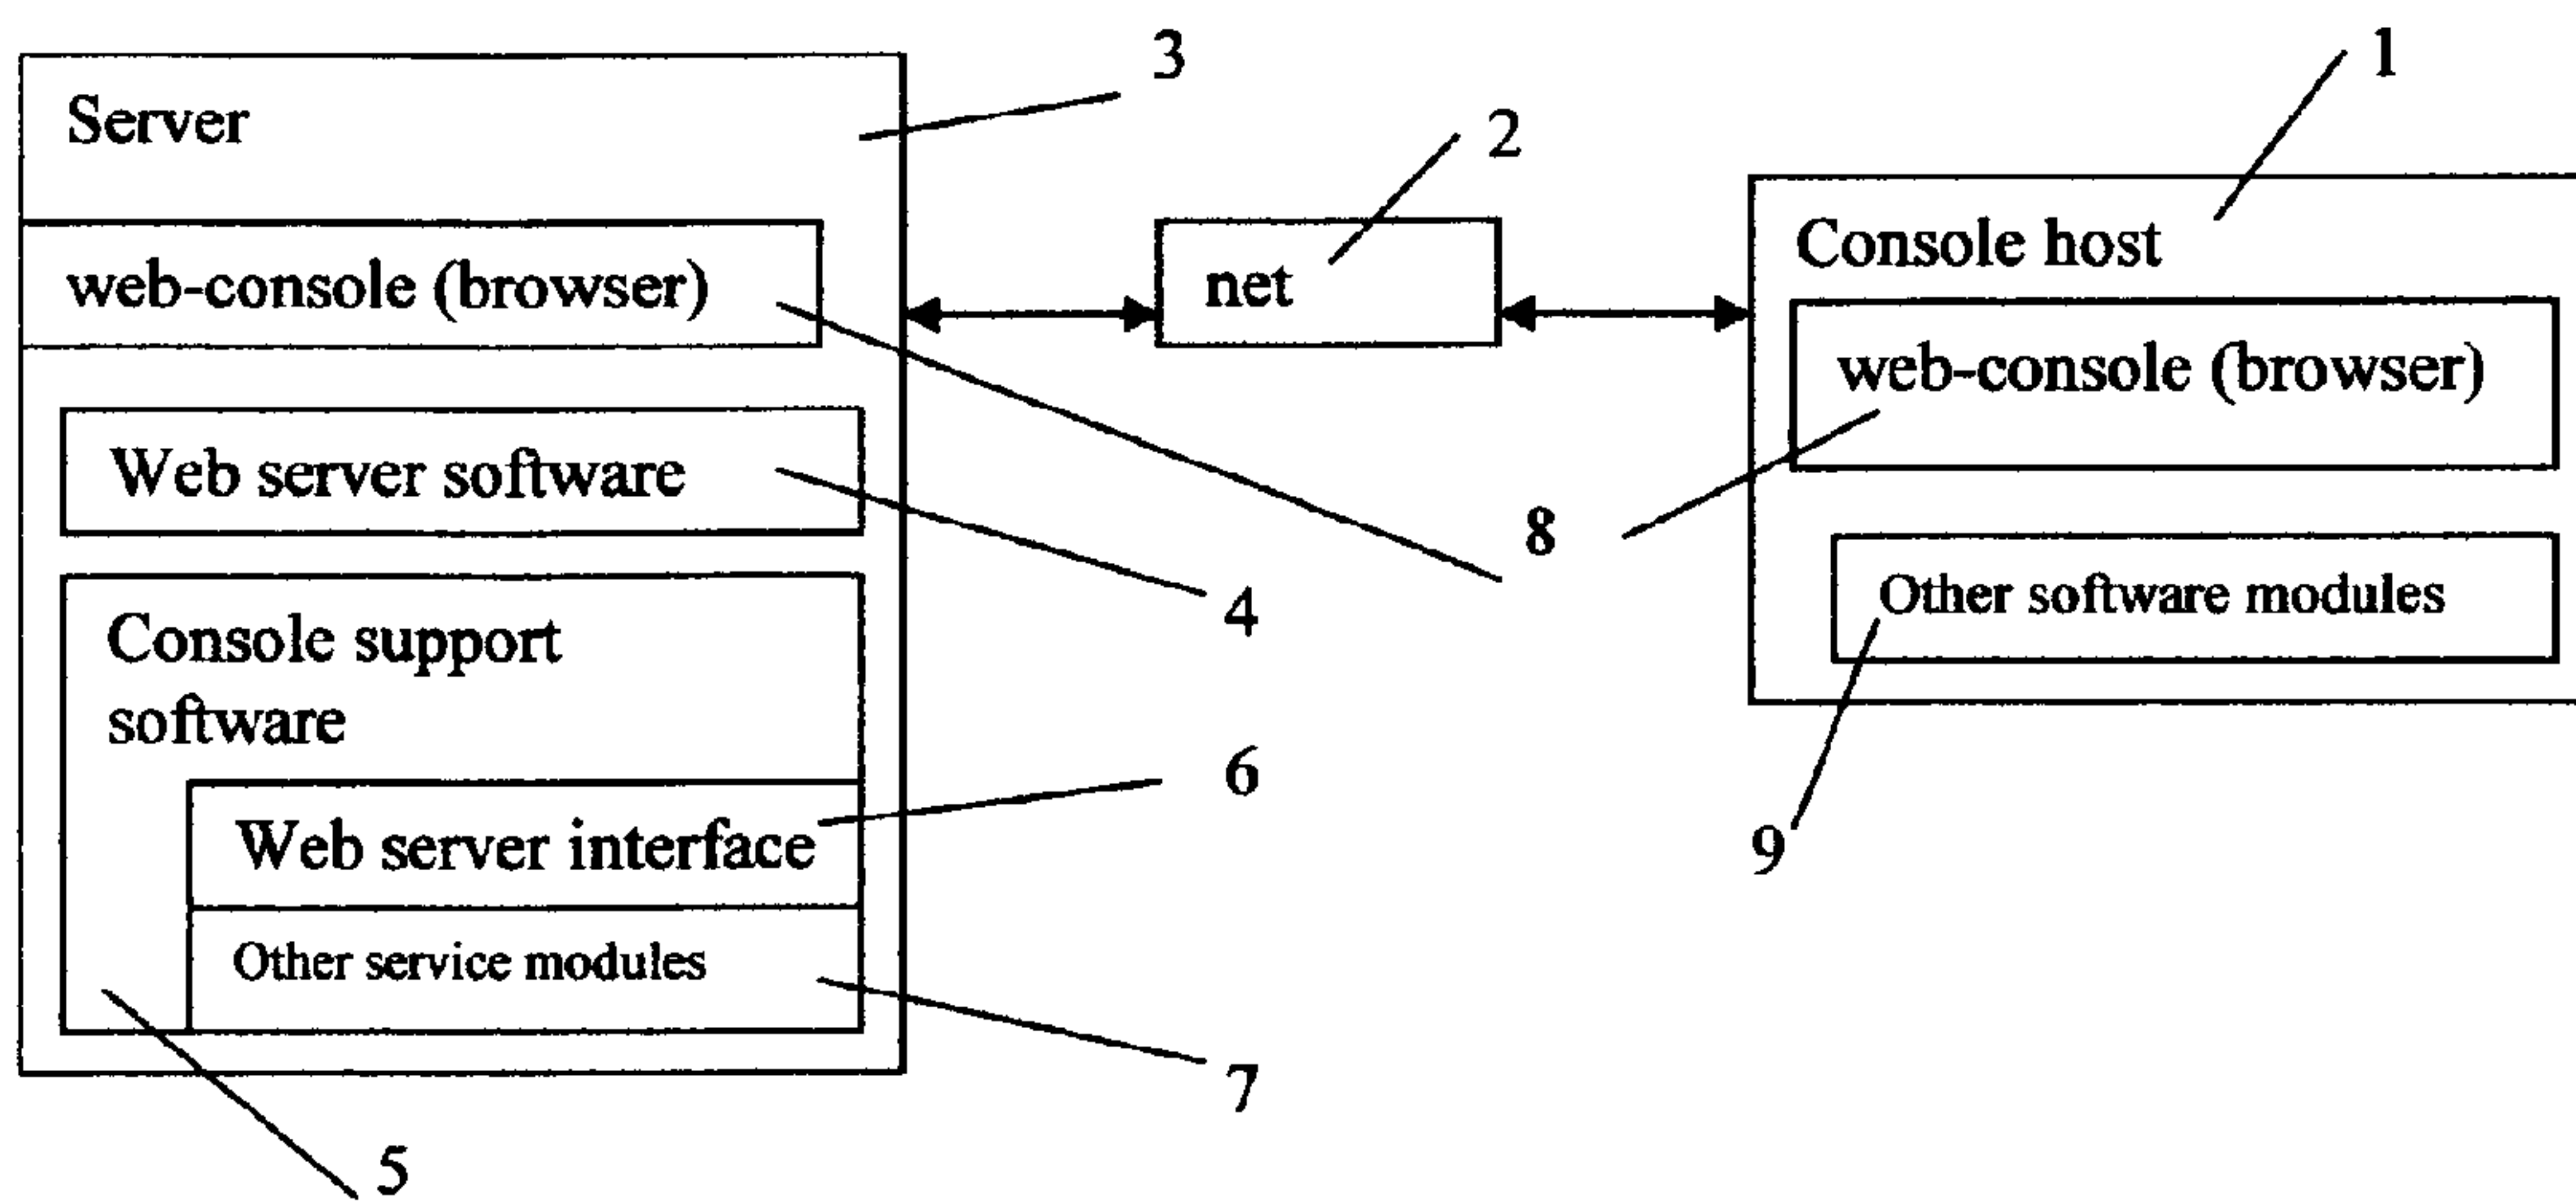 Server
web-console (browser)
Web server software
Console support
software
Web server interface
Other service modules
3
2
net
1
Console host
web-console (browser)
Other software modules
8
4
6
9
7
5